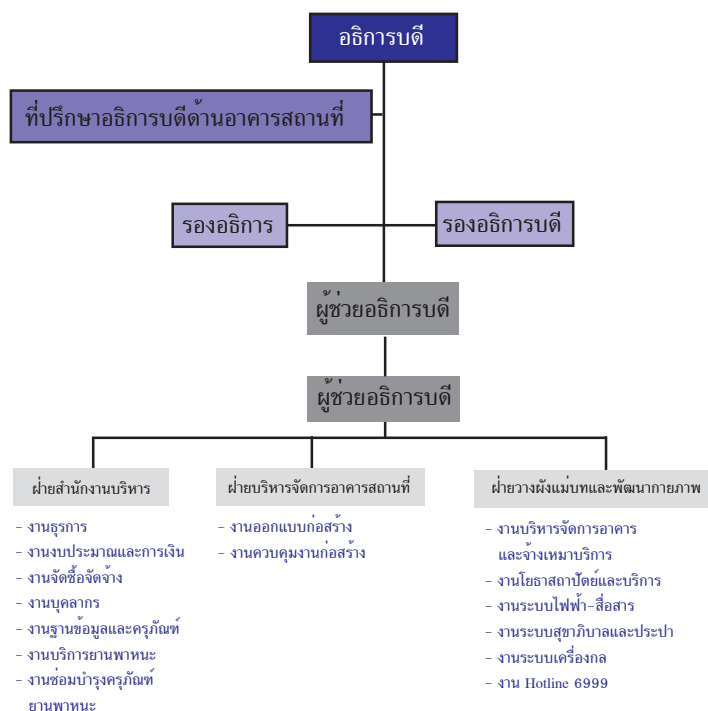 อธิการบดี
ที่ปรึกษาอธิการบดีด้านอาคารสถานที่
รองอธิการ
รองอธิการบดี
ผู้ช่วยอธิการบดี
ผู้ช่วยอธิการบดี
ฝ่ายสำนักงานบริหาร
- งานธุรการ
- งานงบประมาณและการเงิน
- งานจัดซื้อจัดจ้าง
- งานบุคลากร
- งานฐานข้อมูลและครุภัณฑ์
- งานบริการยานพาหนะ
- งานซ่อมบำรุงครุภัณฑ์
ยานพาหนะ
ฝ่ายบริหารจัดการอาคารสถานที่
- งานออกแบบก่อสร้าง
- งานควบคุมงานก่อสร้าง
ฝ่ายวางผังแม่บทและพัฒนากายภาพ
- งานบริหารจัดการอาคาร
และจ้างเหมาบริการ
- งานโยธาสถาปัตย์และบริการ
- งานระบบไฟฟ้า-สื่อสาร
- งานระบบสุขาภิบาลและประปา
- งานระบบเครื่องกล
- งาน Hotline 6999